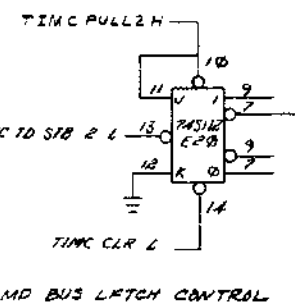 TIMC PULL2 H
10
11 J 1 9
7
C TO STB 2 L 13 74S112
E28
9
12 K 0 7
14
TIMC CLR L
MD BUS LATCH CONTROL